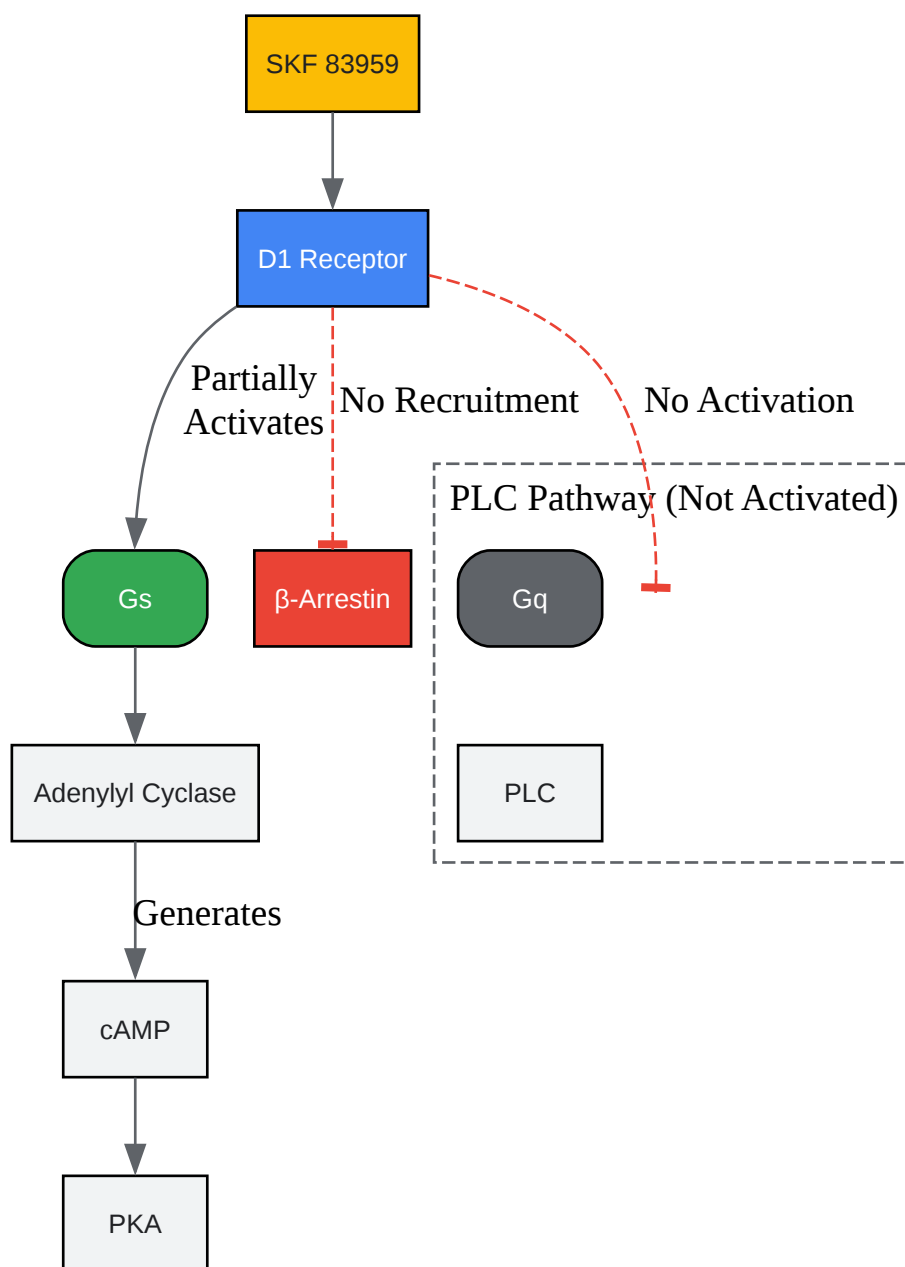 SKF 83959
D1 Receptor
Partially
Activates
No Recruitment
No Activation
PLC Pathway (Not Activated)
Gs
β-Arrestin
Gq
Adenylyl Cyclase
PLC
Generates
cAMP
PKA